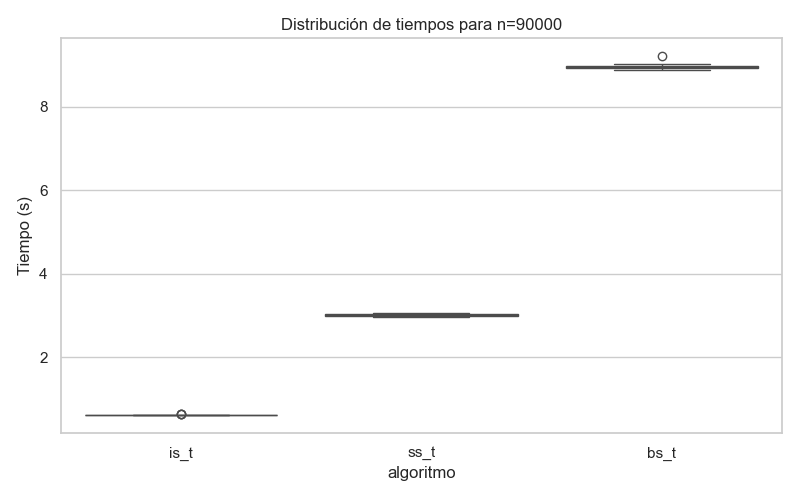 Distribución de tiempos para n=90000
Tiempo (s)
8
6
4
2
is_t ss_t bs_t
algoritmo